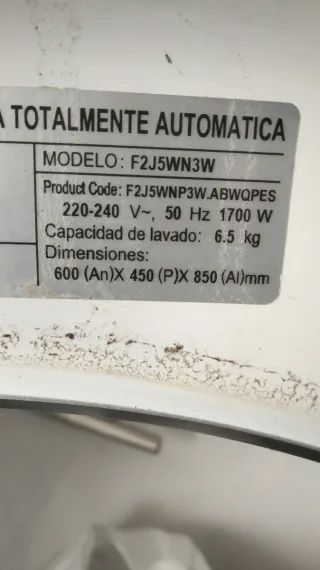 A TOTALMENTE AUTOMATICA
MODELO: F2J5WN3W
Product Code: F2J5WNP3W.ABWQPES
220-240 V~, 50 Hz 1700 W
Capacidad de lavado: 6.5 kg
Dimensiones:
600 (An)X 450 (P)X 850 (Al)mm